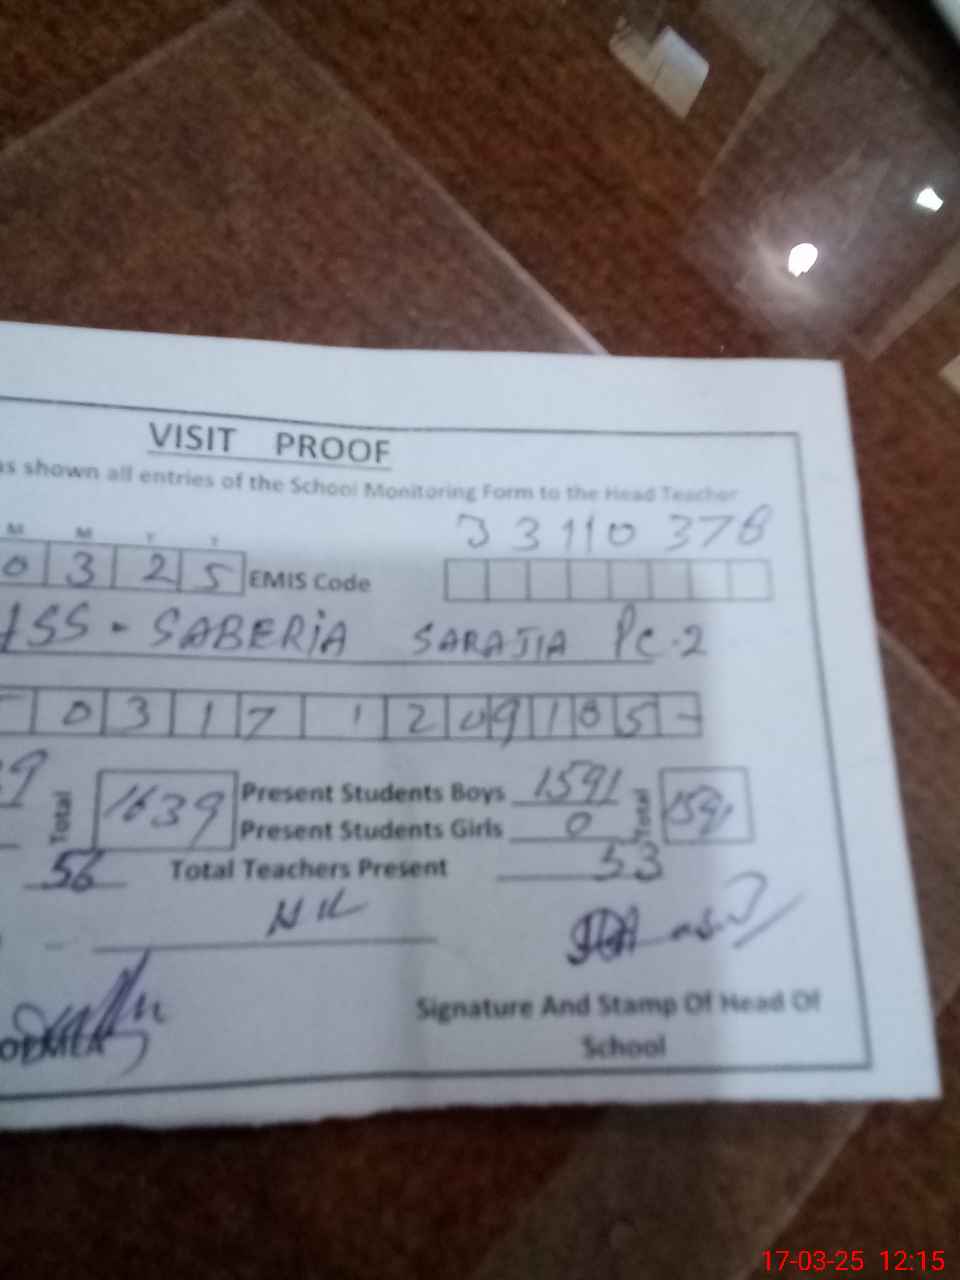 VISIT PROOF
as shown all entries of the School Monitoring Form to the Head Teacher
M M Y Y
0 3 2 5 EMIS Code 33110378
SS - SABERIA SARAJIA PC-2
0 3 1 7 1 2 0 9 1 0 5 -
9 Total 1639 Present Students Boys 1591 Total 1591
Present Students Girls 0
56 Total Teachers Present 53
NIL
Signature And Stamp Of Head Of
School
17-03-25 12:15